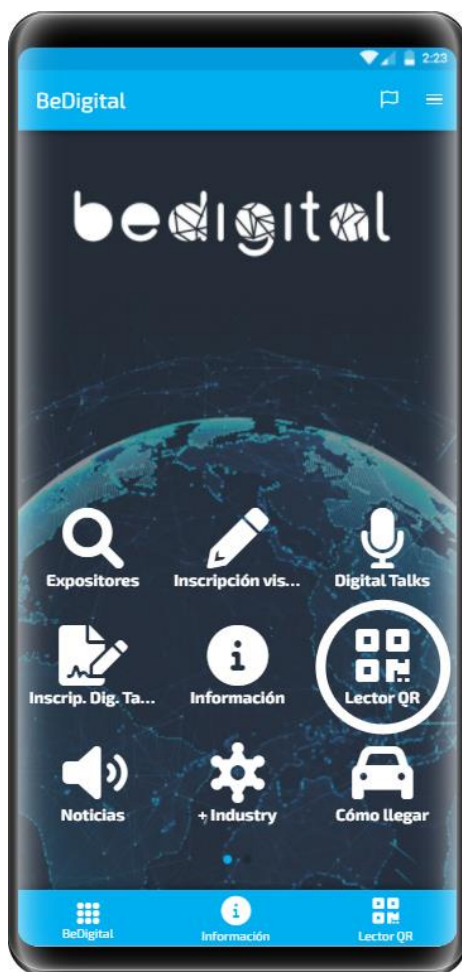 2:23
BeDigital
bedigital
Expositores
Inscripción vis...
Digital Talks
Inscrip. Dig. Ta...
Información
Lector QR
Noticias
+ Industry
Cómo llegar
BeDigital
Información
Lector QR